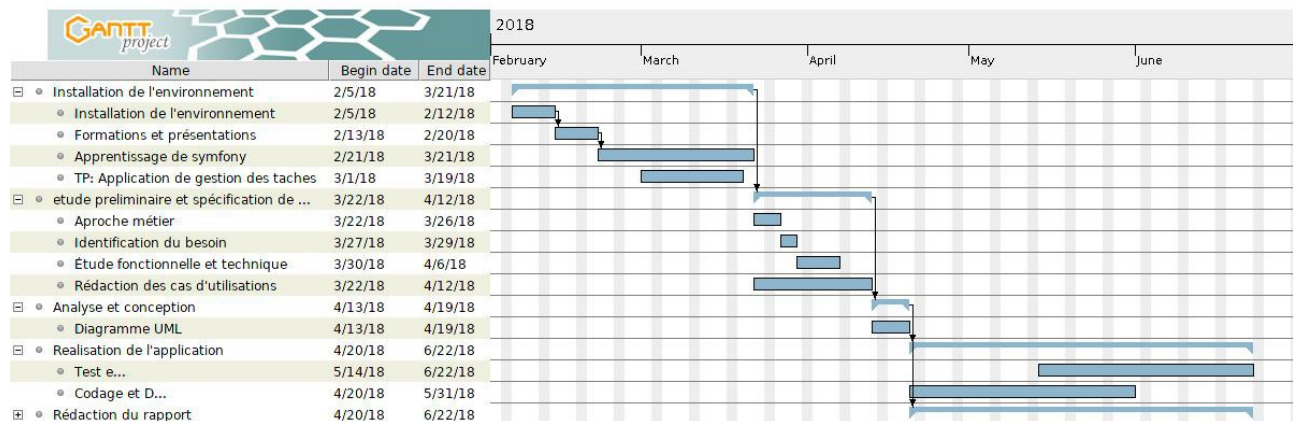 GANTT
project
2018
February March April May June
Name Begin date End date
Installation de l'environnement 2/5/18 3/21/18
Installation de l'environnement 2/5/18 2/12/18
Formations et présentations 2/13/18 2/20/18
Apprentissage de symfony 2/21/18 3/21/18
TP: Application de gestion des taches 3/1/18 3/19/18
etude preliminaire et spécification de ... 3/22/18 4/12/18
Aproche métier 3/22/18 3/26/18
Identification du besoin 3/27/18 3/29/18
Étude fonctionnelle et technique 3/30/18 4/6/18
Rédaction des cas d'utilisations 3/22/18 4/12/18
Analyse et conception 4/13/18 4/19/18
Diagramme UML 4/13/18 4/19/18
Realisation de l'application 4/20/18 6/22/18
Test e... 5/14/18 6/22/18
Codage et D... 4/20/18 5/31/18
Rédaction du rapport 4/20/18 6/22/18